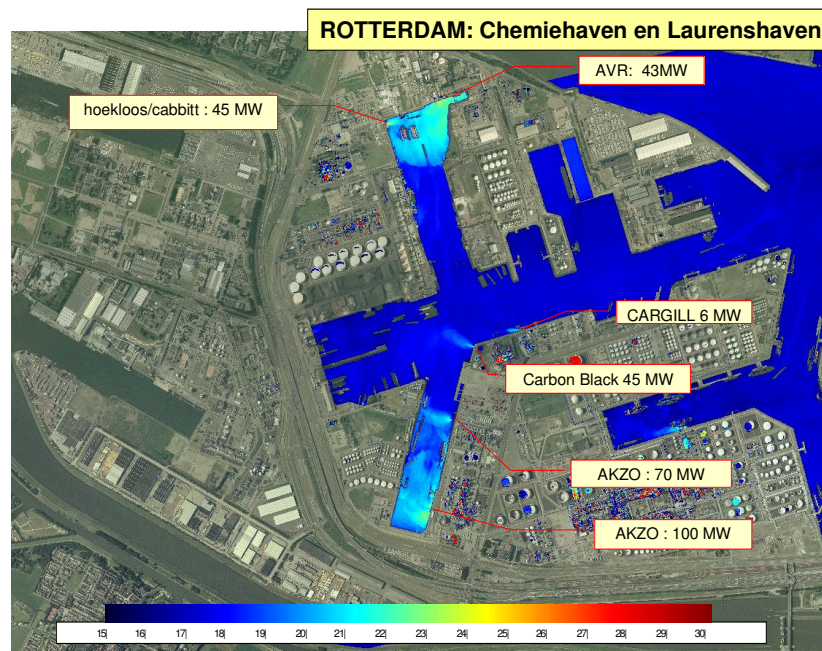 ROTTERDAM: Chemiehaven en Laurenshaven
AVR: 43MW
hoekloos/cabbitt : 45 MW
CARGILL 6 MW
Carbon Black 45 MW
AKZO : 70 MW
AKZO : 100 MW
15| 16| 17| 18| 19| 20| 21| 22| 23| 24| 25| 26| 27| 28| 29| 30|